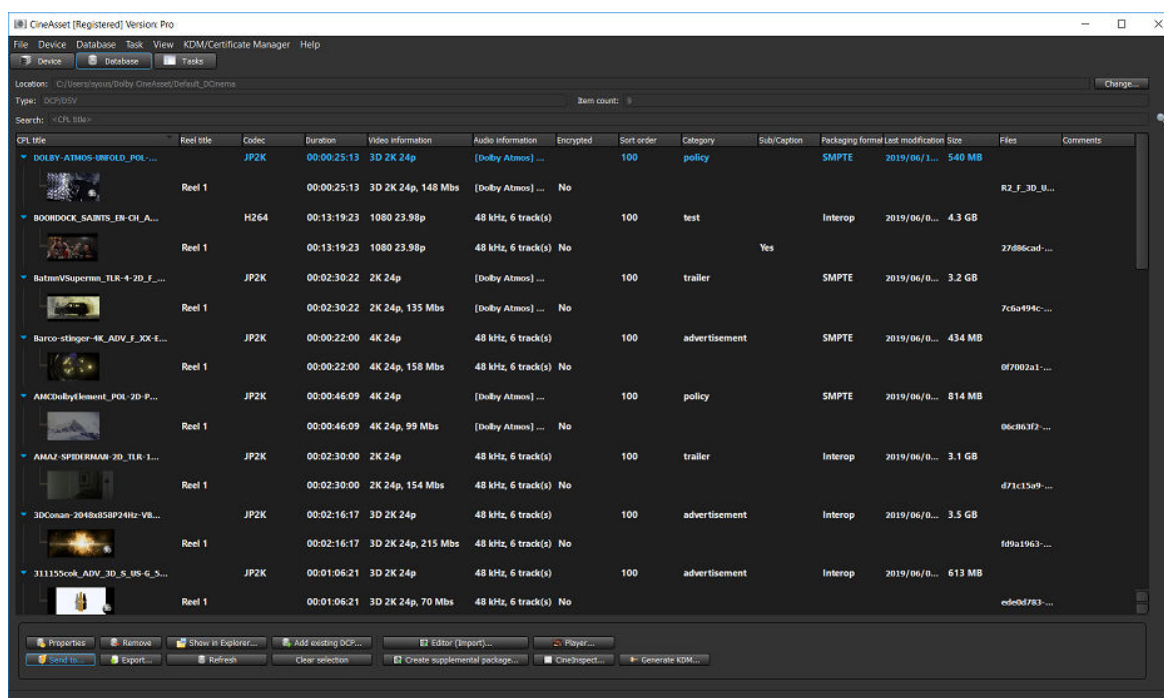 CineAsset [Registered] Version: Pro
File Device Database Task View KDM/Certificate Manager Help
Device Database Tasks
Location: C:/Users/syous/Dolby CineAsset/Default_DCinema Change...
Type: DCP/DSV Item count: 9
Search: <CPL title>
CPL title Reel title Codec Duration Video information Audio information Encrypted Sort order Category Sub/Caption Packaging format Last modification Size Files Comments
DOLBY-ATMOS-UNFOLD_POL-... JP2K 00:00:25:13 3D 2K 24p [Dolby Atmos] ... 100 policy SMPTE 2019/06/1... 540 MB
Reel 1 00:00:25:13 3D 2K 24p, 148 Mbs [Dolby Atmos] ... No R2_F_3D_U...
BOONDOCK_SAINTS_EN-CH_A... H264 00:13:19:23 1080 23.98p 48 kHz, 6 track(s) 100 test Interop 2019/06/0... 4.3 GB
Reel 1 00:13:19:23 1080 23.98p 48 kHz, 6 track(s) No Yes 27d86cad-...
BatmnVSupermn_TLR-4-2D_F_... JP2K 00:02:30:22 2K 24p [Dolby Atmos] ... 100 trailer SMPTE 2019/06/0... 3.2 GB
Reel 1 00:02:30:22 2K 24p, 135 Mbs [Dolby Atmos] ... No 7c6a494c-...
Barco-stinger-4K_ADV_F_XX-E... JP2K 00:00:22:00 4K 24p 48 kHz, 6 track(s) 100 advertisement SMPTE 2019/06/0... 434 MB
Reel 1 00:00:22:00 4K 24p, 158 Mbs 48 kHz, 6 track(s) No 0f7002a1-...
AMCDolbyElement_POL-2D-P... JP2K 00:00:46:09 4K 24p [Dolby Atmos] ... 100 policy SMPTE 2019/06/0... 814 MB
Reel 1 00:00:46:09 4K 24p, 99 Mbs [Dolby Atmos] ... No 06c863f2-...
AMAZ-SPIDERMAN-2D_TLR-1... JP2K 00:02:30:00 2K 24p 48 kHz, 6 track(s) 100 trailer Interop 2019/06/0... 3.1 GB
Reel 1 00:02:30:00 2K 24p, 154 Mbs 48 kHz, 6 track(s) No d71c15a9-...
3DConan-2048x858P24Hz-VB... JP2K 00:02:16:17 3D 2K 24p 48 kHz, 6 track(s) 100 advertisement Interop 2019/06/0... 3.5 GB
Reel 1 00:02:16:17 3D 2K 24p, 215 Mbs 48 kHz, 6 track(s) No fd9a1963-...
311155cok_ADV_3D_S_US-G_5... JP2K 00:01:06:21 3D 2K 24p 48 kHz, 6 track(s) 100 advertisement Interop 2019/06/0... 613 MB
Reel 1 00:01:06:21 3D 2K 24p, 70 Mbs 48 kHz, 6 track(s) No ede0d783-...
Properties Remove Show in Explorer... Add existing DCP... Editor (Import)... Player...
Send to... Export... Refresh Clear selection Create supplemental package... CineInspect... Generate KDM...